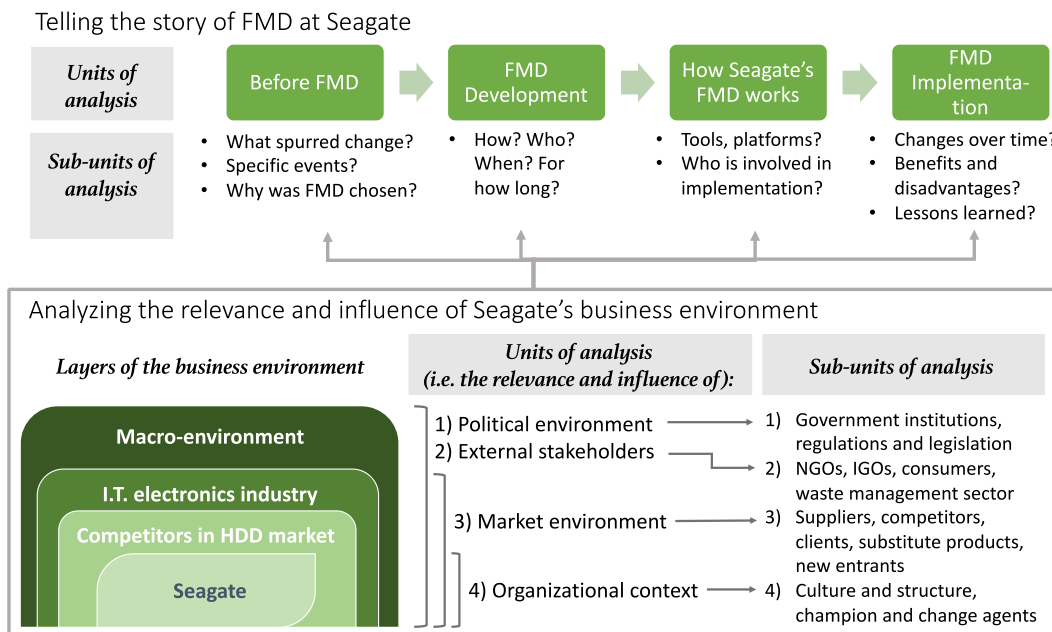 Telling the story of FMD at Seagate
Units of
analysis
Before FMD
FMD
Development
How Seagate's
FMD works
FMD
Implementa-
tion
Sub-units of
analysis
• What spurred change?
• Specific events?
• Why was FMD chosen?
• How? Who?
When? For
how long?
• Tools, platforms?
• Who is involved in
implementation?
• Changes over time?
• Benefits and
disadvantages?
• Lessons learned?
Analyzing the relevance and influence of Seagate's business environment
Layers of the business environment
Units of analysis
(i.e. the relevance and influence of):
Sub-units of analysis
Macro-environment
I.T. electronics industry
Competitors in HDD market
Seagate
1) Political environment
2) External stakeholders
3) Market environment
4) Organizational context
1) Government institutions,
regulations and legislation
2) NGOs, IGOs, consumers,
waste management sector
3) Suppliers, competitors,
clients, substitute products,
new entrants
4) Culture and structure,
champion and change agents